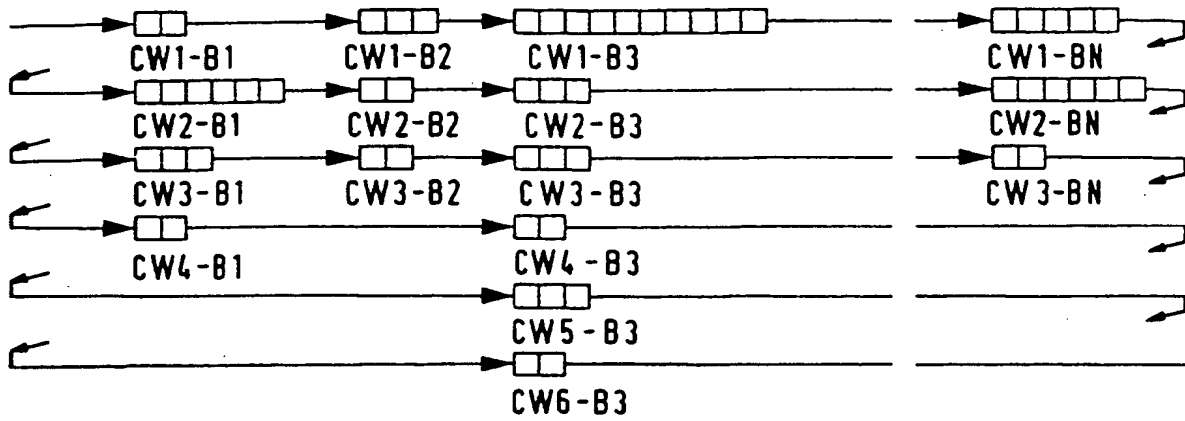 CW1-B1 CW1-B2 CW1-B3 CW1-BN
CW2-B1 CW2-B2 CW2-B3 CW2-BN
CW3-B1 CW3-B2 CW3-B3 CW3-BN
CW4-B1 CW4-B3
CW5-B3
CW6-B3